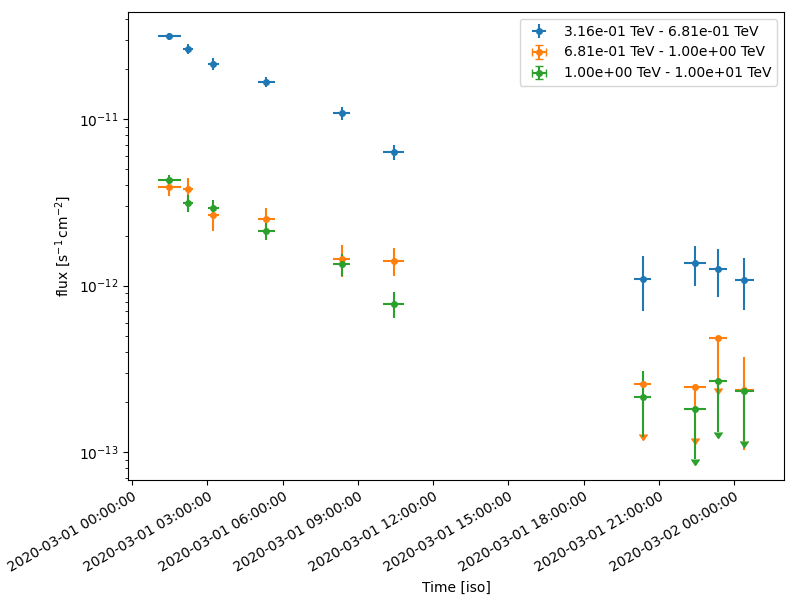 3.16e-01 TeV - 6.81e-01 TeV
6.81e-01 TeV - 1.00e+00 TeV
1.00e+00 TeV - 1.00e+01 TeV
10⁻¹¹
10⁻¹²
10⁻¹³
flux [s⁻¹ cm⁻²]
2020-03-01 00:00:00
2020-03-01 03:00:00
2020-03-01 06:00:00
2020-03-01 09:00:00
2020-03-01 12:00:00
2020-03-01 15:00:00
2020-03-01 18:00:00
2020-03-01 21:00:00
2020-03-02 00:00:00
Time [iso]